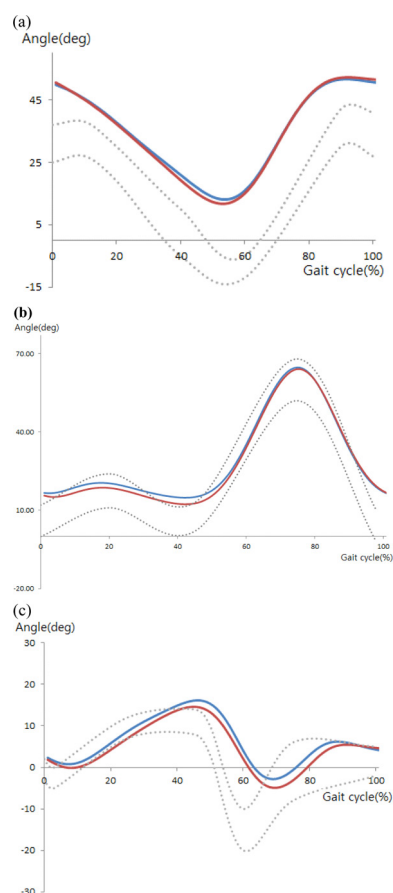 (a)
Angle(deg)
45
25
5
-15
0 20 40 60 80 100
Gait cycle(%)
(b)
Angle(deg)
70.00
40.00
10.00
-20.00
0 20 40 60 80 100
Gait cycle(%)
(c)
Angle(deg)
30
20
10
0
-10
-20
-30
0 20 40 60 80 100
Gait cycle(%)